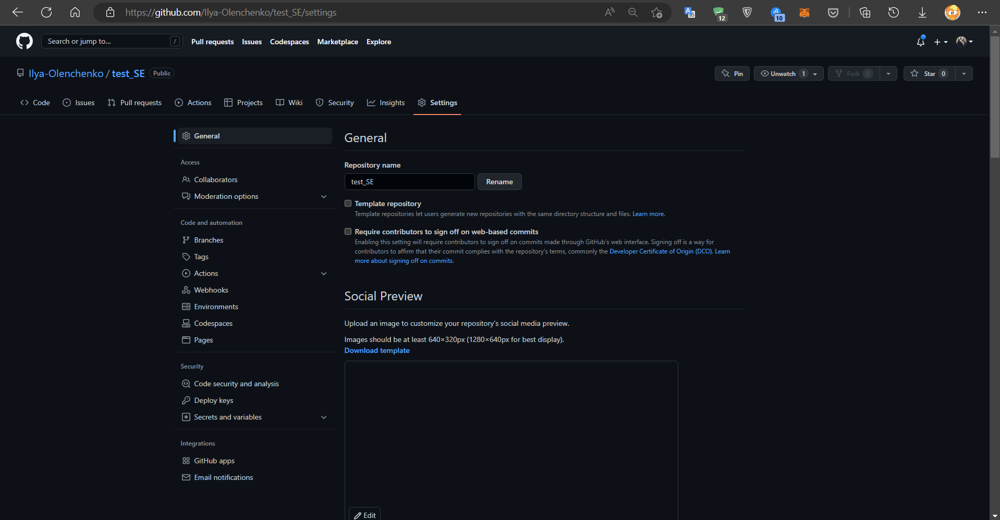 https://github.com/Ilya-Olenchenko/test_SE/settings
12
10
Search or jump to...
/
Pull requests
Issues
Codespaces
Marketplace
Explore
Ilya-Olenchenko / test_SE
Public
Pin
Unwatch 1
Fork 0
Star 0
Code
Issues
Pull requests
Actions
Projects
Wiki
Security
Insights
Settings
General
Access
Collaborators
Moderation options
Code and automation
Branches
Tags
Actions
Webhooks
Environments
Codespaces
Pages
Security
Code security and analysis
Deploy keys
Secrets and variables
Integrations
GitHub apps
Email notifications
General
Repository name
test_SE
Rename
Template repository
Template repositories let users generate new repositories with the same directory structure and files. Learn more.
Require contributors to sign off on web-based commits
Enabling this setting will require contributors to sign off on commits made through GitHub's web interface. Signing off is a way for
contributors to affirm that their commit complies with the repository's terms, commonly the Developer Certificate of Origin (DCO). Learn
more about signing off on commits.
Social Preview
Upload an image to customize your repository's social media preview.
Images should be at least 640×320px (1280×640px for best display).
Download template
Edit